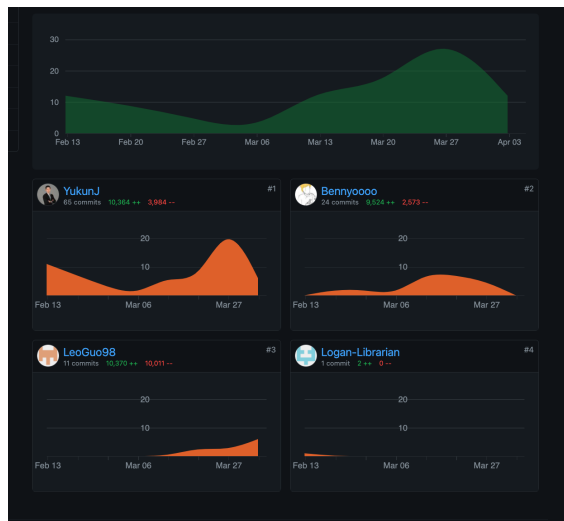 30
20
10
0
Feb 13 Feb 20 Feb 27 Mar 06 Mar 13 Mar 20 Mar 27 Apr 03
YukunJ #1
65 commits 10,364 ++ 3,984 --
20
10
Feb 13 Mar 06 Mar 27
Bennyoooo #2
24 commits 9,524 ++ 2,573 --
20
10
Feb 13 Mar 06 Mar 27
LeoGuo98 #3
11 commits 10,370 ++ 10,011 --
20
10
Feb 13 Mar 06 Mar 27
Logan-Librarian #4
1 commit 2 ++ 0 --
20
10
Feb 13 Mar 06 Mar 27